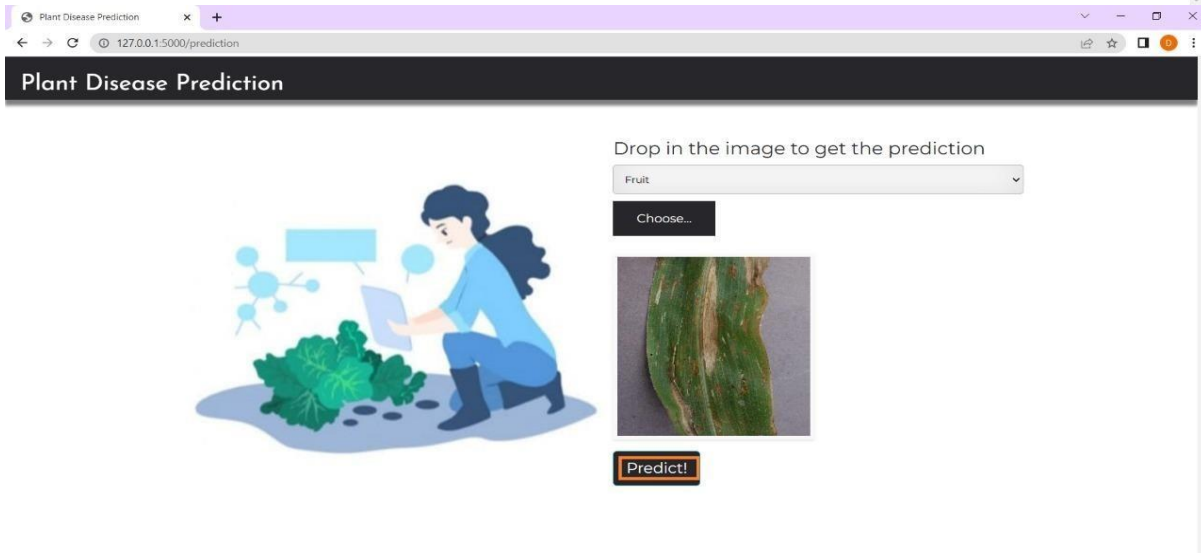 Plant Disease Prediction
127.0.0.1:5000/prediction
D
Plant Disease Prediction
Drop in the image to get the prediction
Fruit
Choose...
Predict!